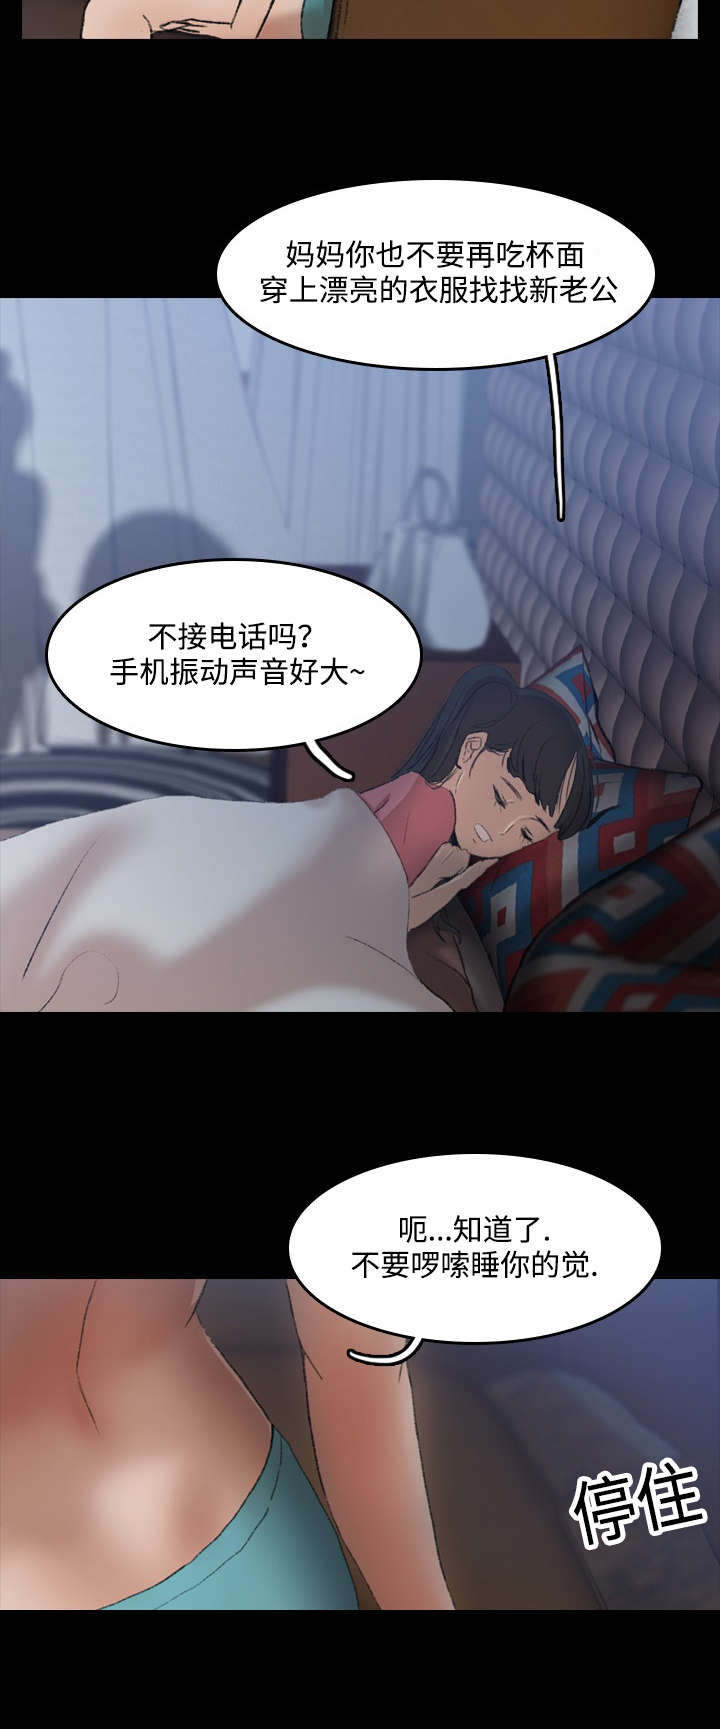 妈妈你也不要再吃杯面
穿上漂亮的衣服找找新老公
不接电话吗?
手机振动声音好大~
呃...知道了.
不要啰嗦睡你的觉.
停住